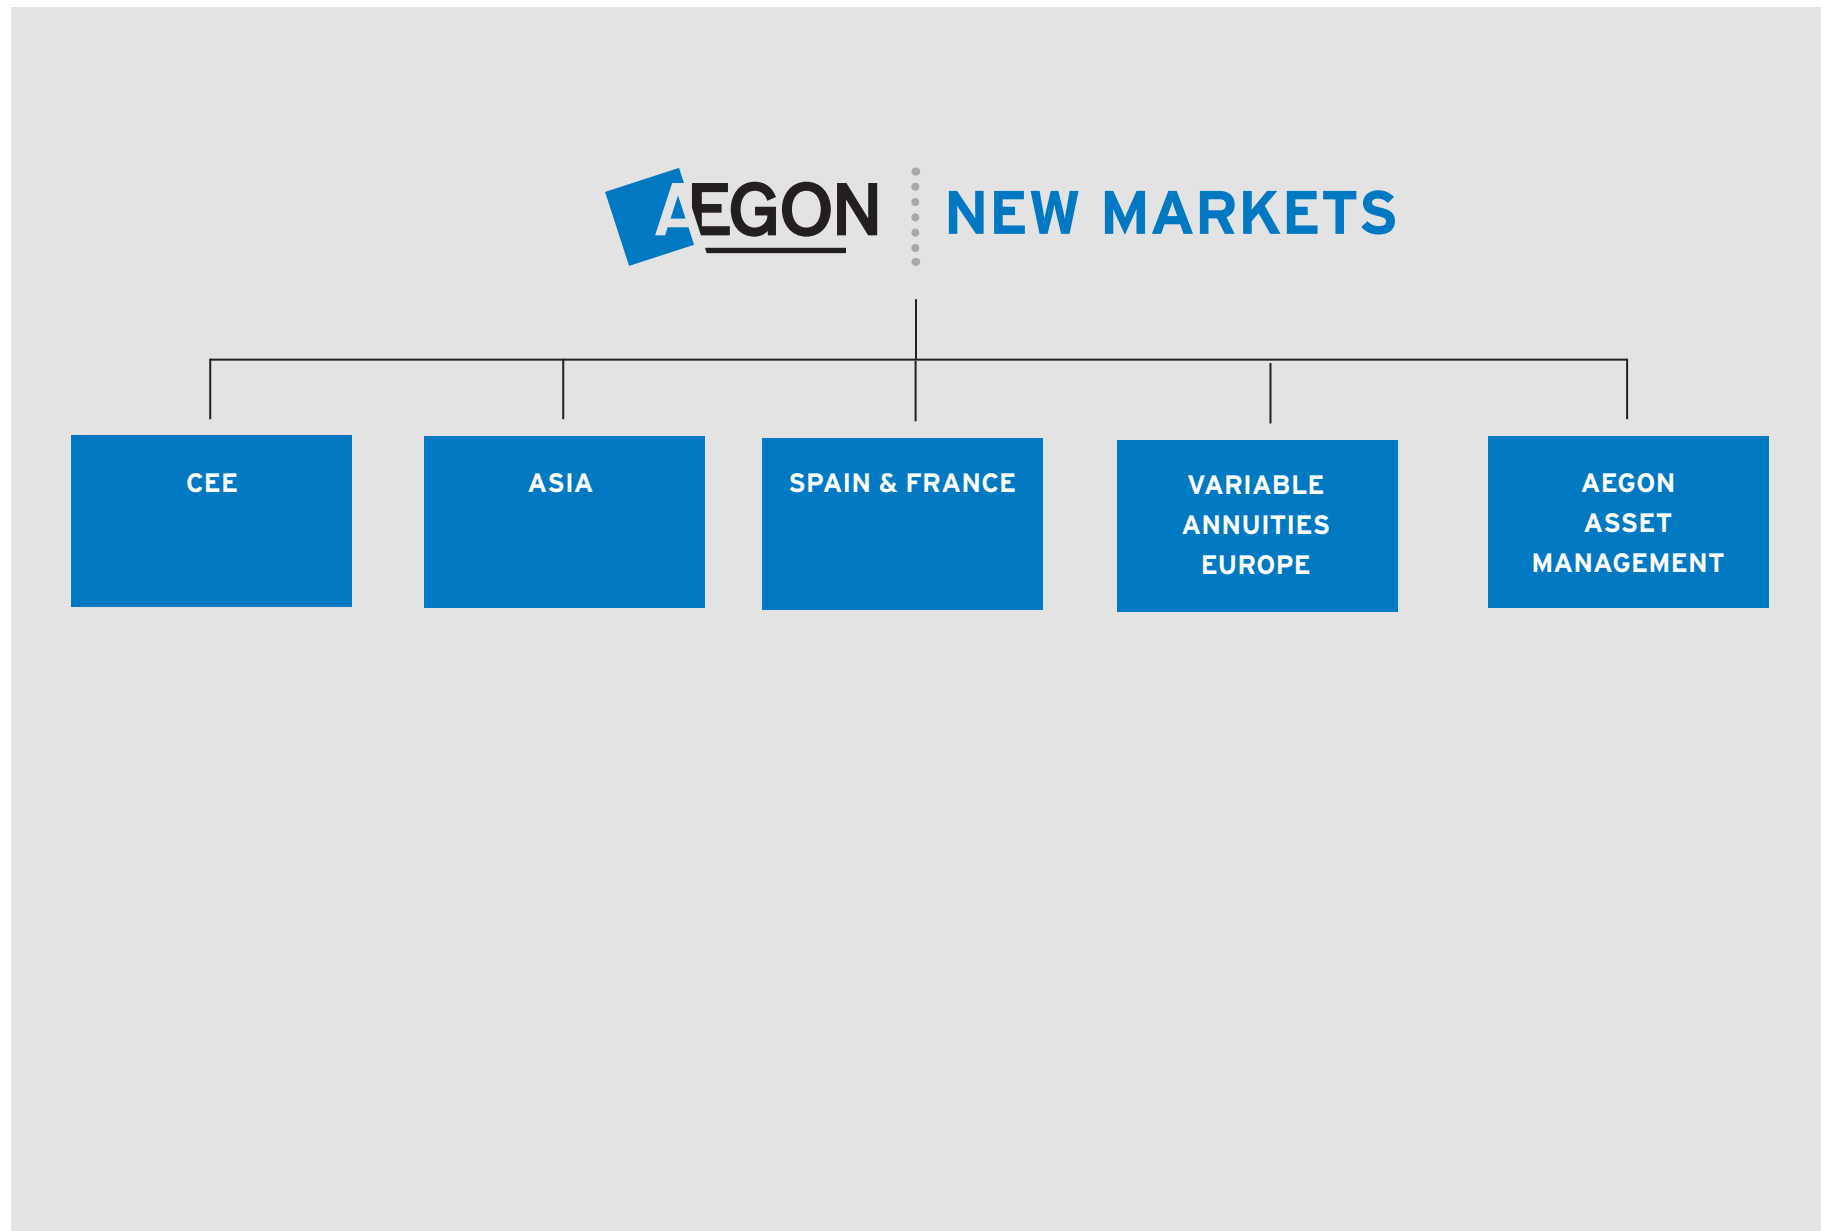 AEGON NEW MARKETS
CEE
ASIA
SPAIN & FRANCE
VARIABLE
ANNUITIES
EUROPE
AEGON
ASSET
MANAGEMENT